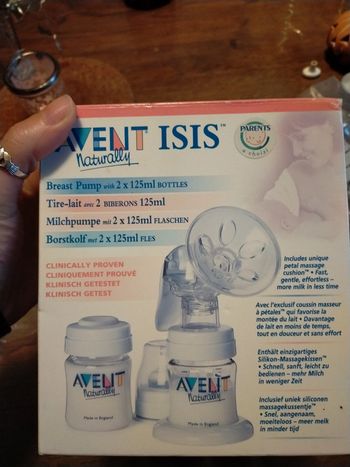 AVENT ISIS™
Naturally
PARENTS
choice
Breast Pump with 2 x 125ml BOTTLES
Tire-lait avec 2 BIBERONS 125ml
Milchpumpe mit 2 x 125ml FLASCHEN
Borstkolf met 2 x 125ml FLES
CLINICALLY PROVEN
CLINIQUEMENT PROUVÉ
KLINISCH GETESTET
KLINISCH GETEST
Includes unique
petal massage
cushion™ • Fast,
gentle, effortless –
more milk in less time
Avec l'exclusif coussin masseur
à pétales™ qui favorise la
montée du lait • Davantage
de lait en moins de temps,
tout en douceur et sans effort
Enthält einzigartiges
Silikon-Massagekissen™
• Schnell, sanft, leicht zu
bedienen – mehr Milch
in weniger Zeit
Inclusief uniek siliconen
massagekussentje™
• Snel, aangenaam,
moeiteloos – meer melk
in minder tijd
AVENT
Naturally
Made in England
AVENT
Naturally
Made in England